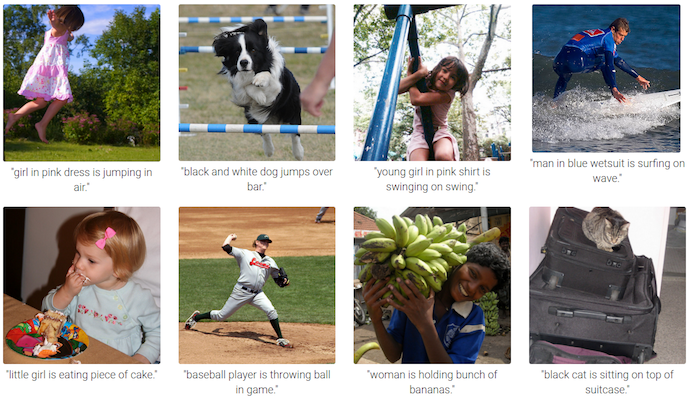 "girl in pink dress is jumping in
air."
"black and white dog jumps over
bar."
"young girl in pink shirt is
swinging on swing."
"man in blue wetsuit is surfing on
wave."
"little girl is eating piece of cake."
"baseball player is throwing ball
in game."
"woman is holding bunch of
bananas."
"black cat is sitting on top of
suitcase."